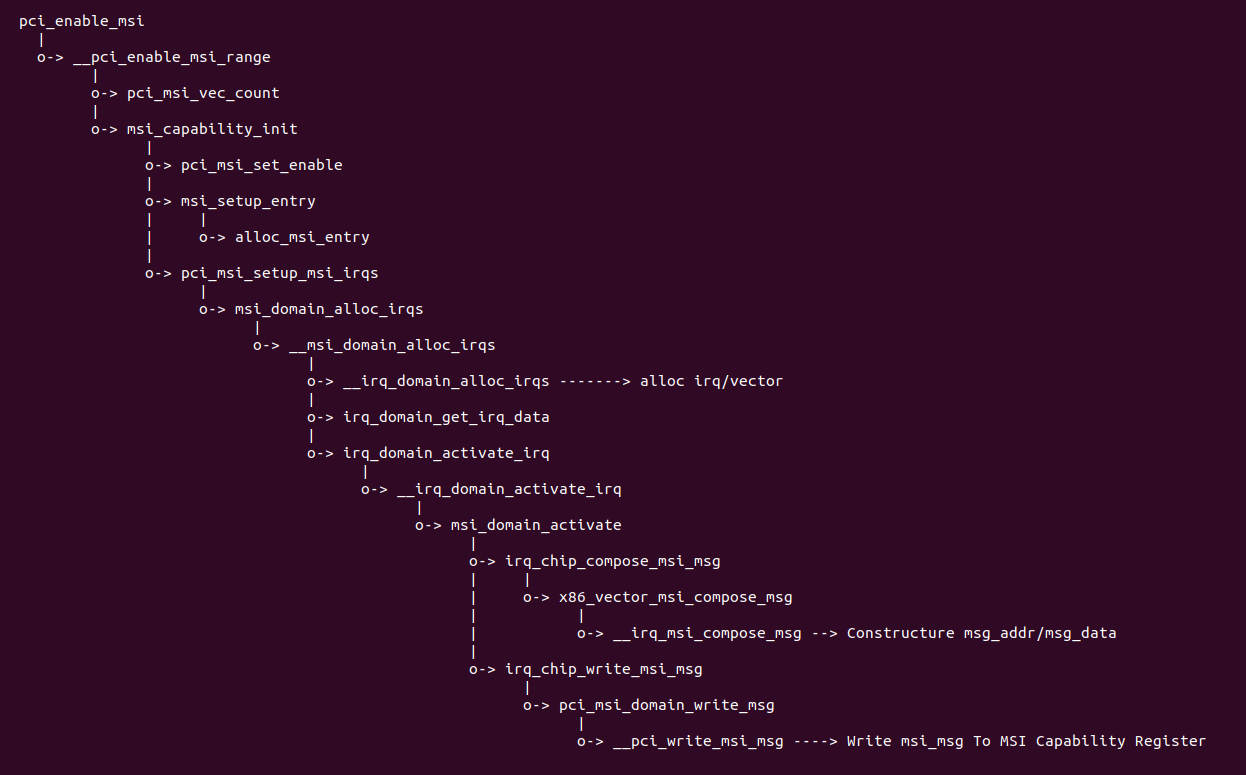 pci_enable_msi
  |
  o-> __pci_enable_msi_range
        |
        o-> pci_msi_vec_count
        |
        o-> msi_capability_init
              |
              o-> pci_msi_set_enable
              |
              o-> msi_setup_entry
              |     |
              |     o-> alloc_msi_entry
              |
              o-> pci_msi_setup_msi_irqs
                    |
                    o-> msi_domain_alloc_irqs
                          |
                          o-> __msi_domain_alloc_irqs
                                |
                                o-> __irq_domain_alloc_irqs -------> alloc irq/vector
                                |
                                o-> irq_domain_get_irq_data
                                |
                                o-> irq_domain_activate_irq
                                      |
                                      o-> __irq_domain_activate_irq
                                            |
                                            o-> msi_domain_activate
                                                  |
                                                  o-> irq_chip_compose_msi_msg
                                                  |     |
                                                  |     o-> x86_vector_msi_compose_msg
                                                  |           |
                                                  |           o-> __irq_msi_compose_msg --> Constructure msg_addr/msg_data
                                                  |
                                                  o-> irq_chip_write_msi_msg
                                                        |
                                                        o-> pci_msi_domain_write_msg
                                                              |
                                                              o-> __pci_write_msi_msg ----> Write msi_msg To MSI Capability Register